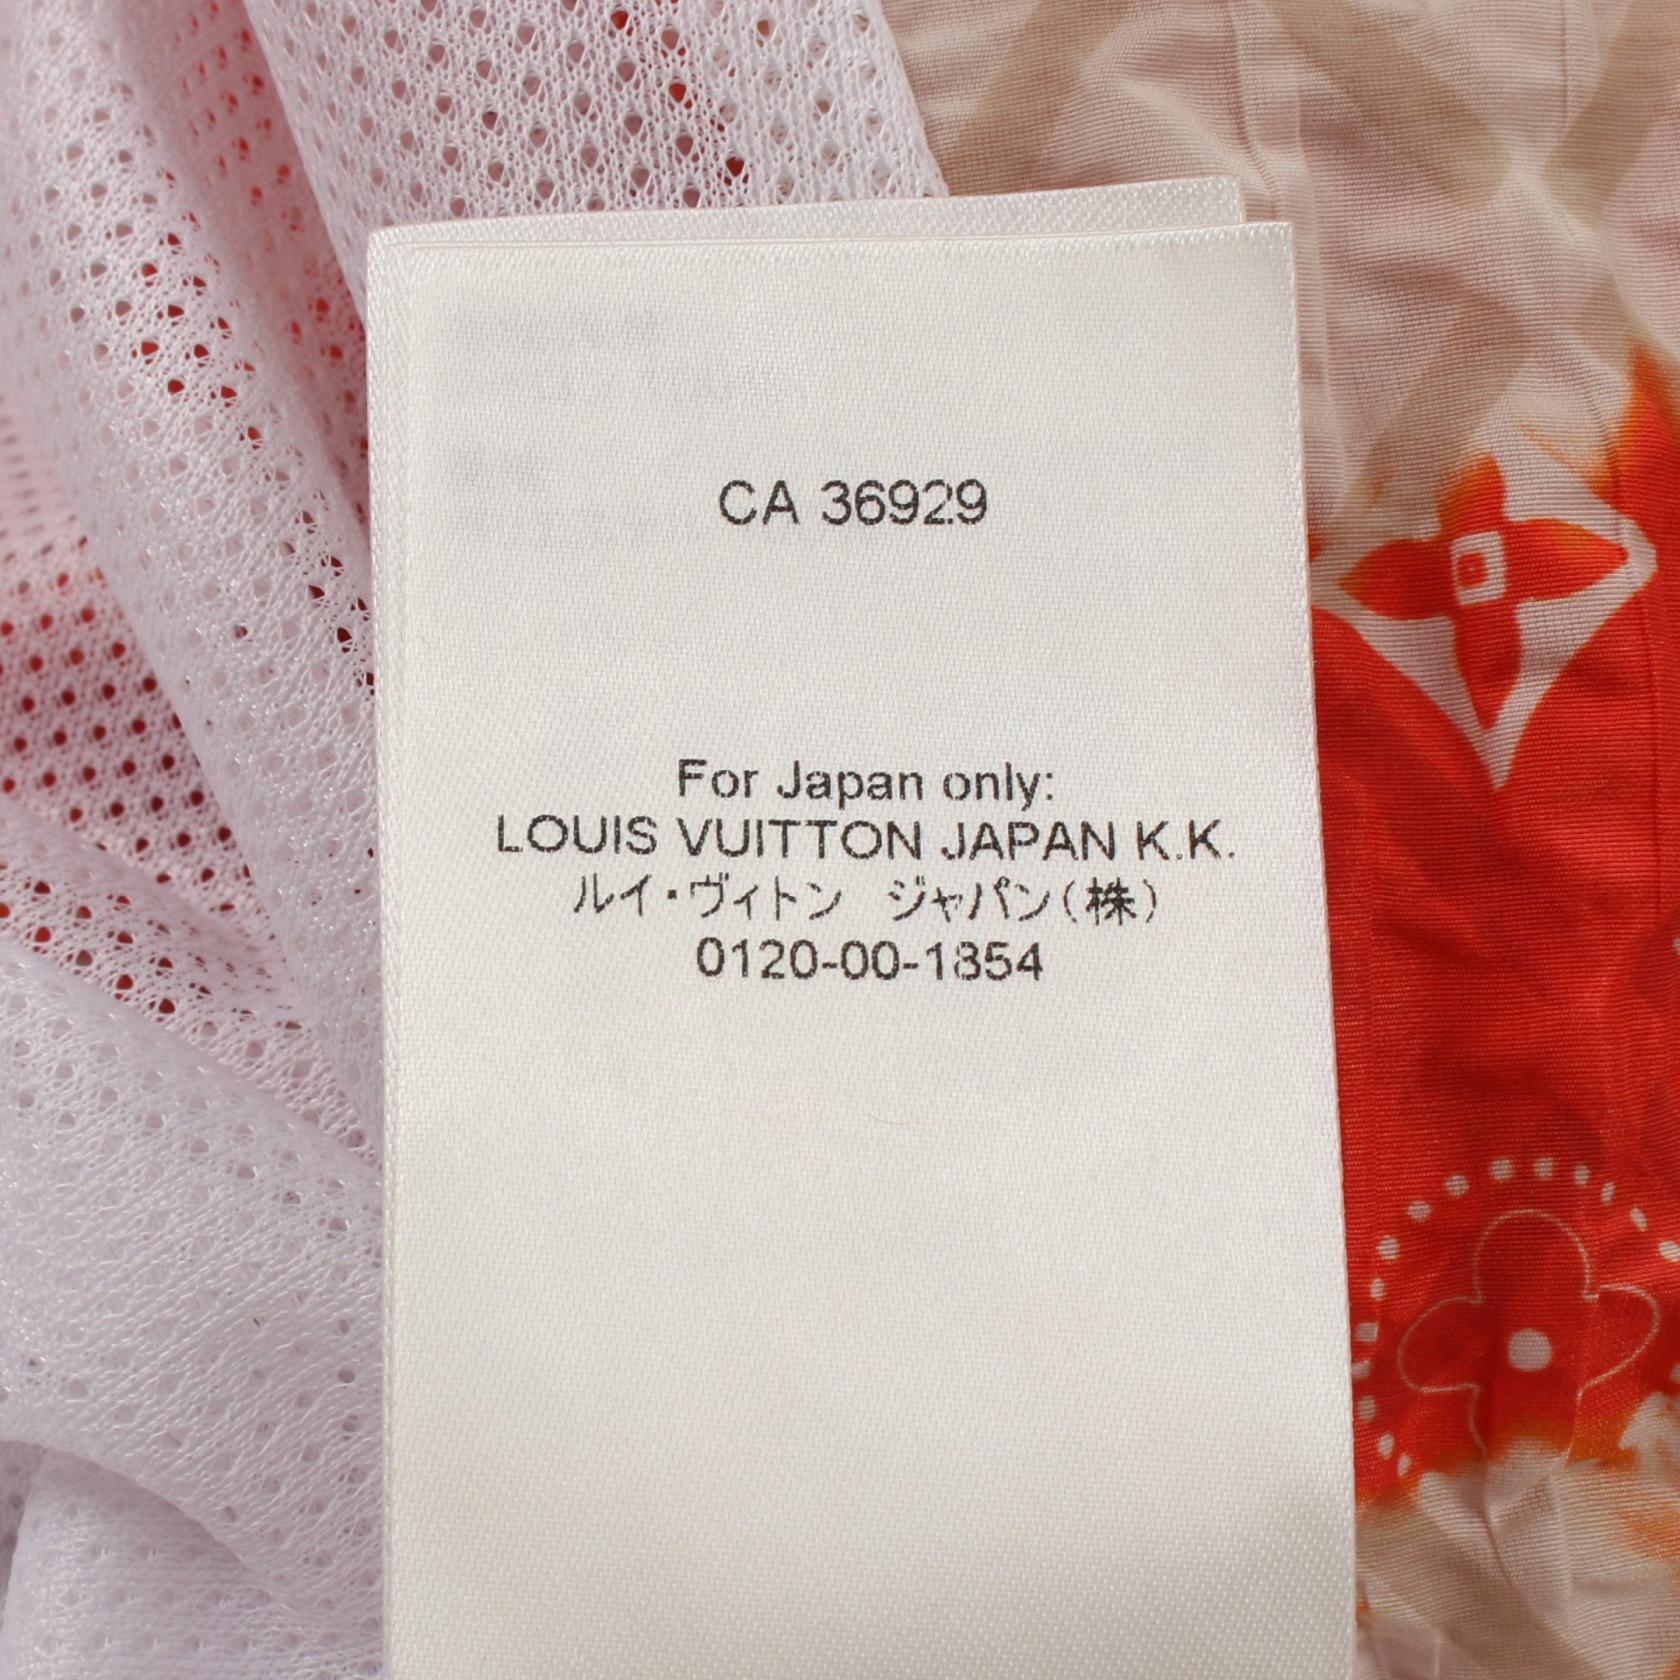 CA 36929
For Japan only:
LOUIS VUITTON JAPAN K.K.
ルイ・ヴィトン　ジャパン(株)
0120-00-1854